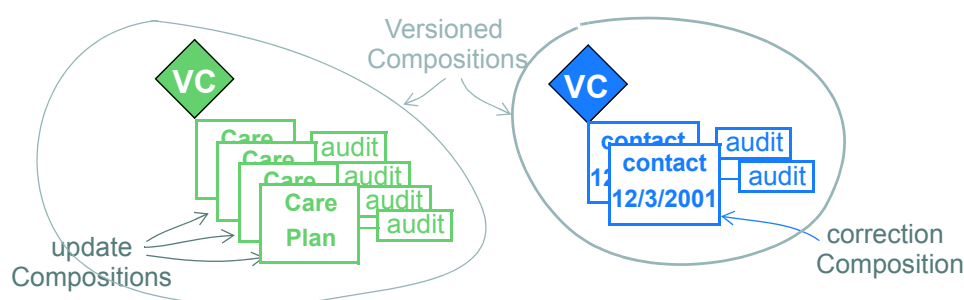 Versioned
Compositions
VC
Care
audit
Care
audit
Care
audit
Care
Plan
audit
update
Compositions
VC
contact
audit
12
contact
12/3/2001
audit
correction
Composition